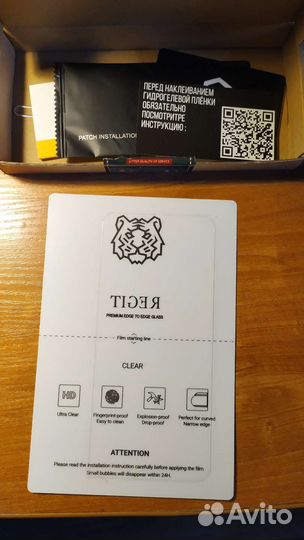 PATCH INSTALLATION
ПЕРЕД НАКЛЕИВАНИЕМ
ГИДРОГЕЛЕВОЙ ПЛЁНКИ
ОБЯЗАТЕЛЬНО
ПОСМОТРИТРЕ
ИНСТРУКЦИЮ:
REGIT
PREMIUM EDGE TO EDGE GLASS
Film starting line
CLEAR
HD
Ultra Clear
Fingerprint-proof
Easy to clean
Explosion-proof
Drop-proof
Perfect for curved
Narrow edge
ATTENTION
Please read the installation instruction carefully before applying the film.
Small bubbles will disappear within 24H.
Avito